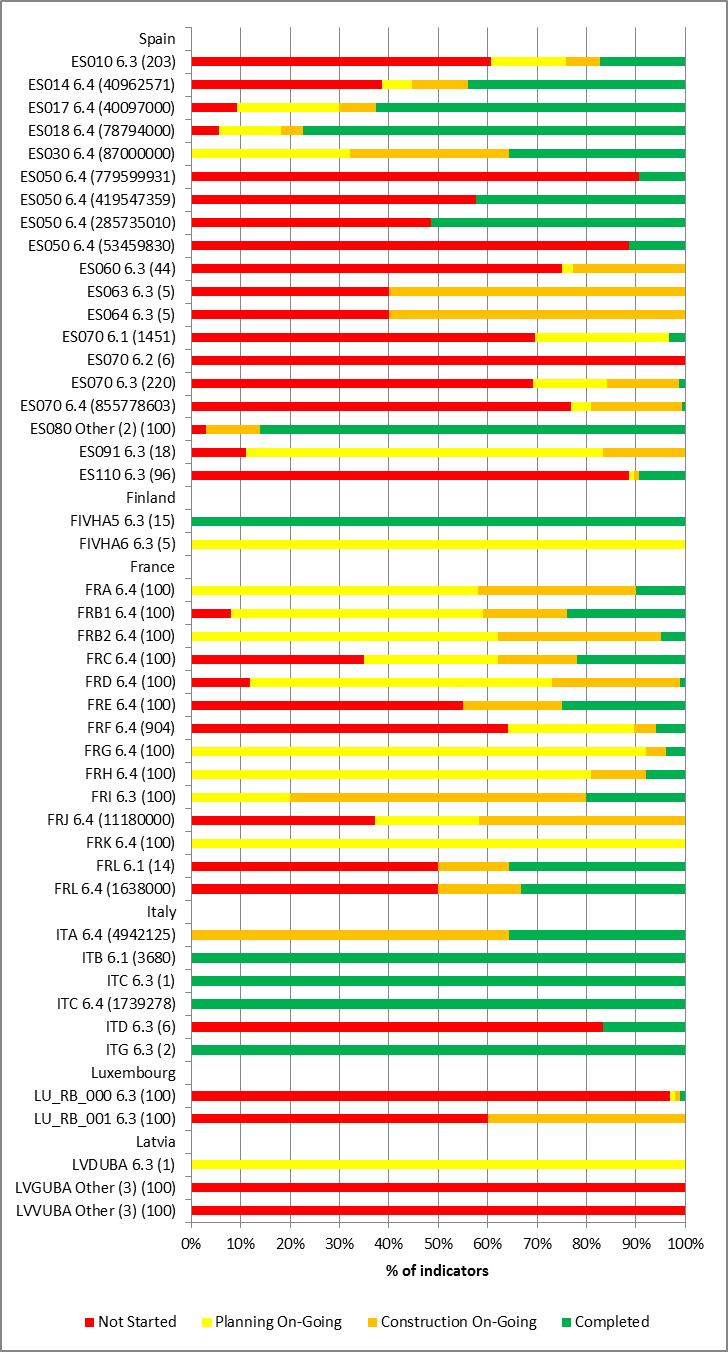 Spain
ES010 6.3 (203)
ES014 6.4 (40962571)
ES017 6.4 (40097000)
ES018 6.4 (78794000)
ES030 6.4 (87000000)
ES050 6.4 (779599931)
ES050 6.4 (419547359)
ES050 6.4 (285735010)
ES050 6.4 (53459830)
ES060 6.3 (44)
ES063 6.3 (5)
ES064 6.3 (5)
ES070 6.1 (1451)
ES070 6.2 (6)
ES070 6.3 (220)
ES070 6.4 (855778603)
ES080 Other (2) (100)
ES091 6.3 (18)
ES110 6.3 (96)
Finland
FIVHA5 6.3 (15)
FIVHA6 6.3 (5)
France
FRA 6.4 (100)
FRB1 6.4 (100)
FRB2 6.4 (100)
FRC 6.4 (100)
FRD 6.4 (100)
FRE 6.4 (100)
FRF 6.4 (904)
FRG 6.4 (100)
FRH 6.4 (100)
FRI 6.3 (100)
FRJ 6.4 (11180000)
FRK 6.4 (100)
FRL 6.1 (14)
FRL 6.4 (1638000)
Italy
ITA 6.4 (4942125)
ITB 6.1 (3680)
ITC 6.3 (1)
ITC 6.4 (1739278)
ITD 6.3 (6)
ITG 6.3 (2)
Luxembourg
LU_RB_000 6.3 (100)
LU_RB_001 6.3 (100)
Latvia
LVDUBA 6.3 (1)
LVGUBA Other (3) (100)
LVVUBA Other (3) (100)
0% 10% 20% 30% 40% 50% 60% 70% 80% 90% 100%
% of indicators
Not Started Planning On-Going Construction On-Going Completed